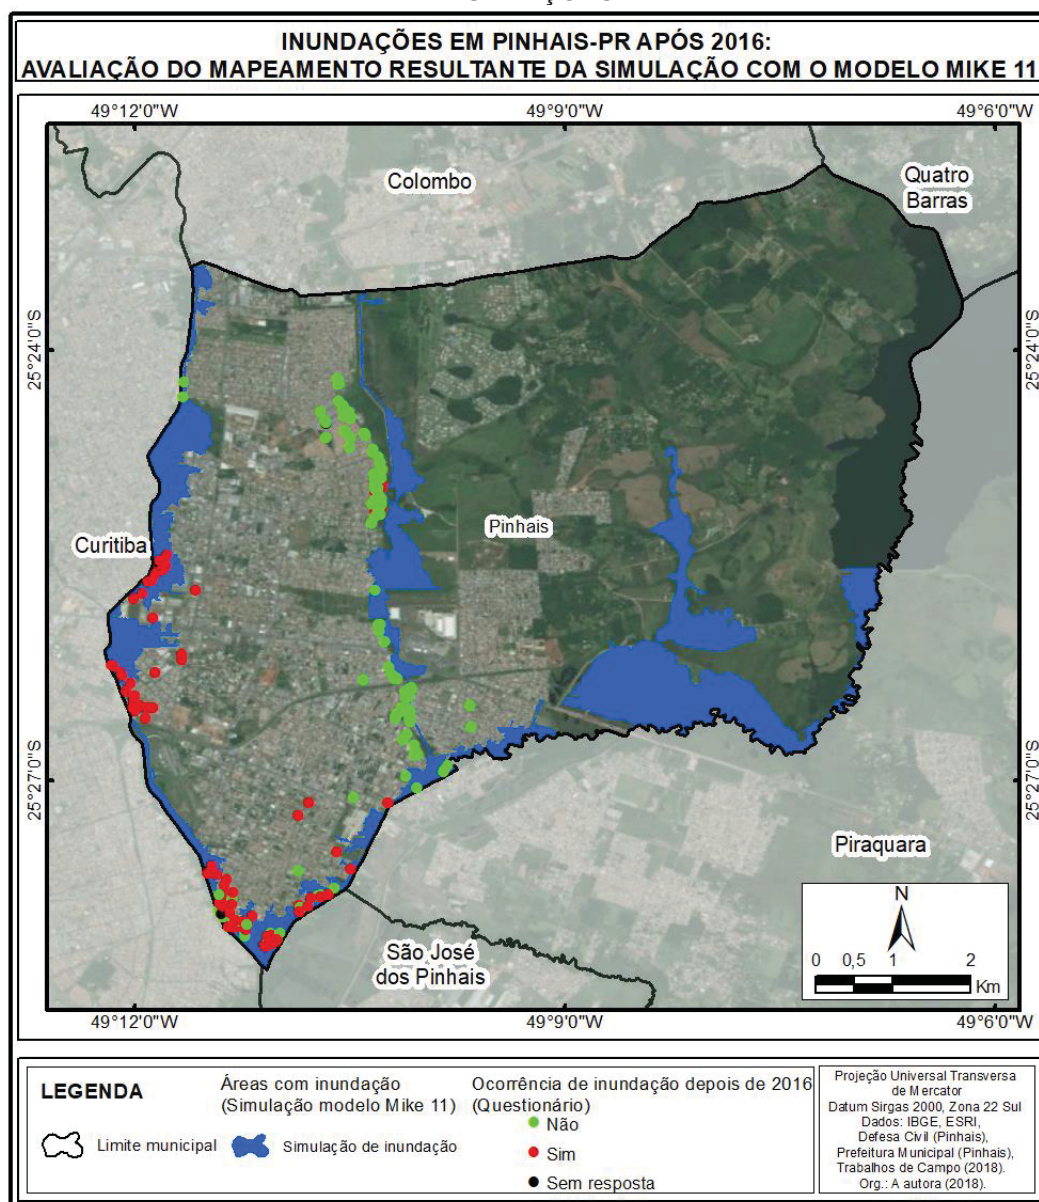 INUNDAÇÕES EM PINHAIS-PR APÓS 2016:
AVALIAÇÃO DO MAPEAMENTO RESULTANTE DA SIMULAÇÃO COM O MODELO MIKE 11
49°12'0"W
49°9'0"W
49°6'0"W
Colombo
Quatro
Barras
25°24'0"S
25°24'0"S
Pinhais
Curitiba
25°27'0"S
25°27'0"S
Piraquara
N
São José
dos Pinhais
0 0,5 1 2
Km
49°12'0"W
49°9'0"W
49°6'0"W
LEGENDA
Limite municipal
Áreas com inundação
(Simulação modelo Mike 11)
Simulação de inundação
Ocorrência de inundação depois de 2016
(Questionário)
Não
Sim
Sem resposta
Projeção Universal Transversa
de Mercator
Datum Sirgas 2000, Zona 22 Sul
Dados: IBGE, ESRI,
Defesa Civil (Pinhais),
Prefeitura Municipal (Pinhais),
Trabalhos de Campo (2018).
Org.: A autora (2018).